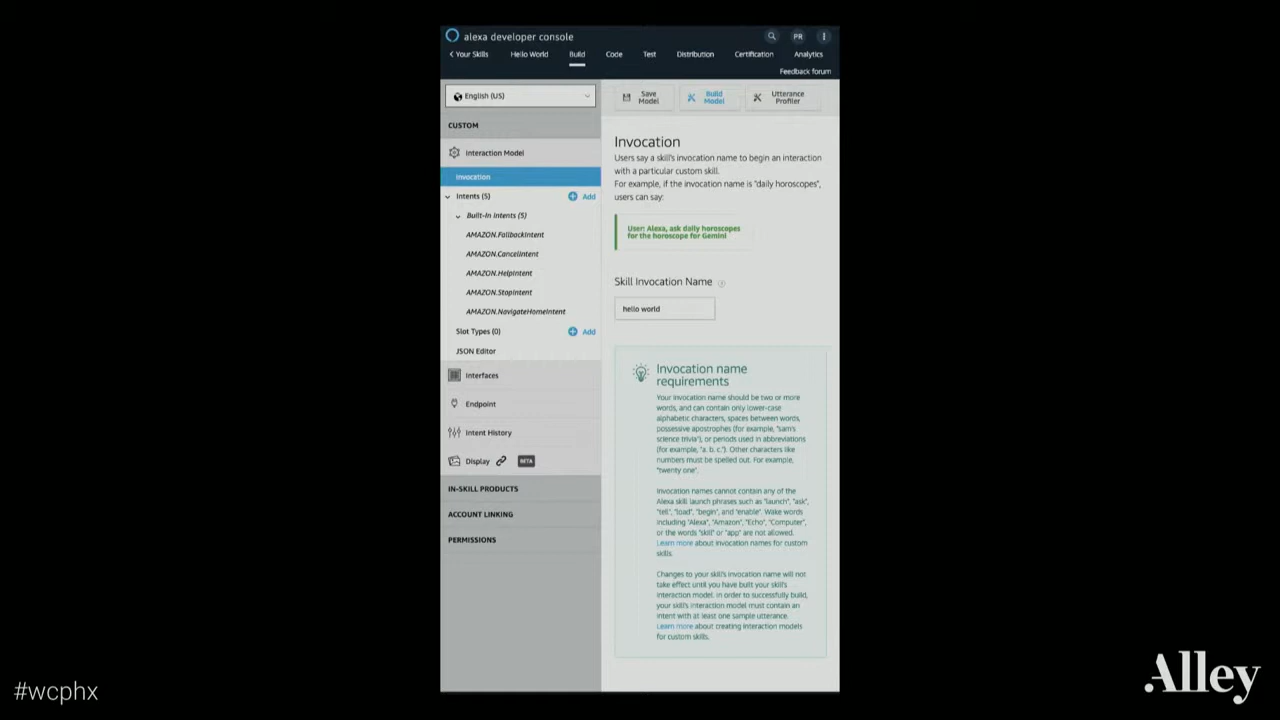 alexa developer console
PR
Your Skills
Hello World
Build
Code
Test
Distribution
Certification
Analytics
Feedback forum
English (US)
Save
Model
Build
Model
Utterance
Profiler
CUSTOM
Interaction Model
Invocation
Intents (5)
Add
Built-In Intents (5)
AMAZON.FallbackIntent
AMAZON.CancelIntent
AMAZON.HelpIntent
AMAZON.StopIntent
AMAZON.NavigateHomeIntent
Slot Types (0)
Add
JSON Editor
Interfaces
Endpoint
Intent History
Display
BETA
IN-SKILL PRODUCTS
ACCOUNT LINKING
PERMISSIONS
Invocation
Users say a skill's invocation name to begin an interaction
with a particular custom skill.
For example, if the invocation name is "daily horoscopes",
users can say:
User: Alexa, ask daily horoscopes
for the horoscope for Gemini
Skill Invocation Name
hello world
Invocation name
requirements
Your invocation name should be two or more
words, and can contain only lower-case
alphabetic characters, spaces between words,
possessive apostrophes (for example, "sam's
science trivia"), or periods used in abbreviations
(for example, "a. b. c."). Other characters like
numbers must be spelled out. For example,
"twenty one".
Invocation names cannot contain any of the
Alexa skill launch phrases such as "launch", "ask",
"tell", "load", "begin", and "enable". Wake words
including "Alexa", "Amazon", "Echo", "Computer",
or the words "skill" or "app" are not allowed.
Learn more about invocation names for custom
skills.
Changes to your skill's invocation name will not
take effect until you have built your skill's
interaction model. In order to successfully build,
your skill's interaction model must contain an
intent with at least one sample utterance.
Learn more about creating interaction models
for custom skills.
#wcphx
Alley